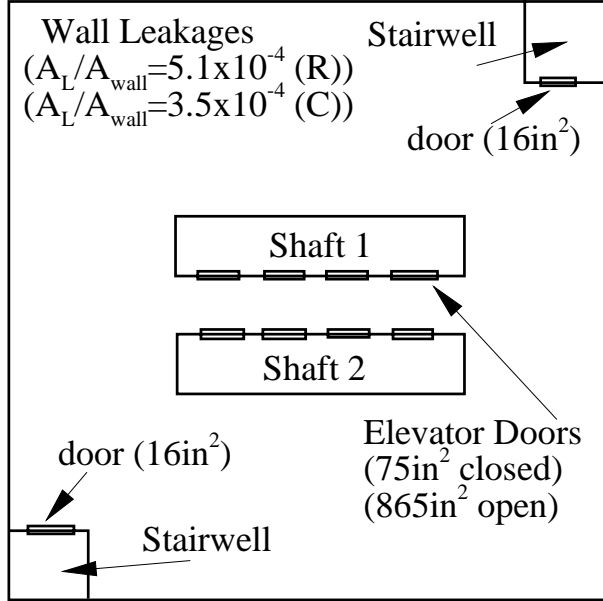 Wall Leakages
(A_L/A_wall=5.1x10^-4 (R))
(A_L/A_wall=3.5x10^-4 (C))
Stairwell
door (16in^2)
Shaft 1
Shaft 2
Elevator Doors
(75in^2 closed)
(865in^2 open)
door (16in^2)
Stairwell